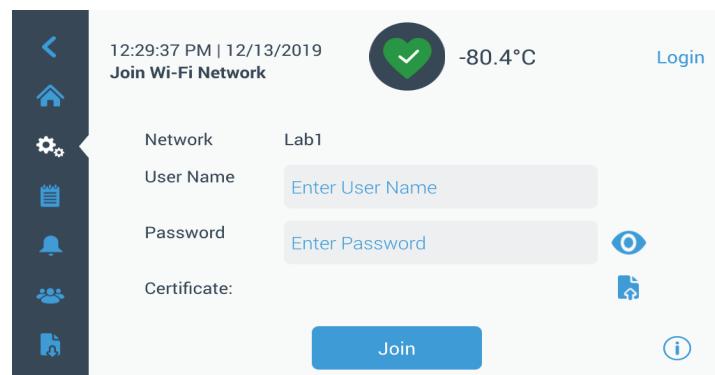 12:29:37 PM | 12/13/2019
Join Wi-Fi Network
-80.4°C
Login
Network Lab1
User Name Enter User Name
Password Enter Password
Certificate:
Join